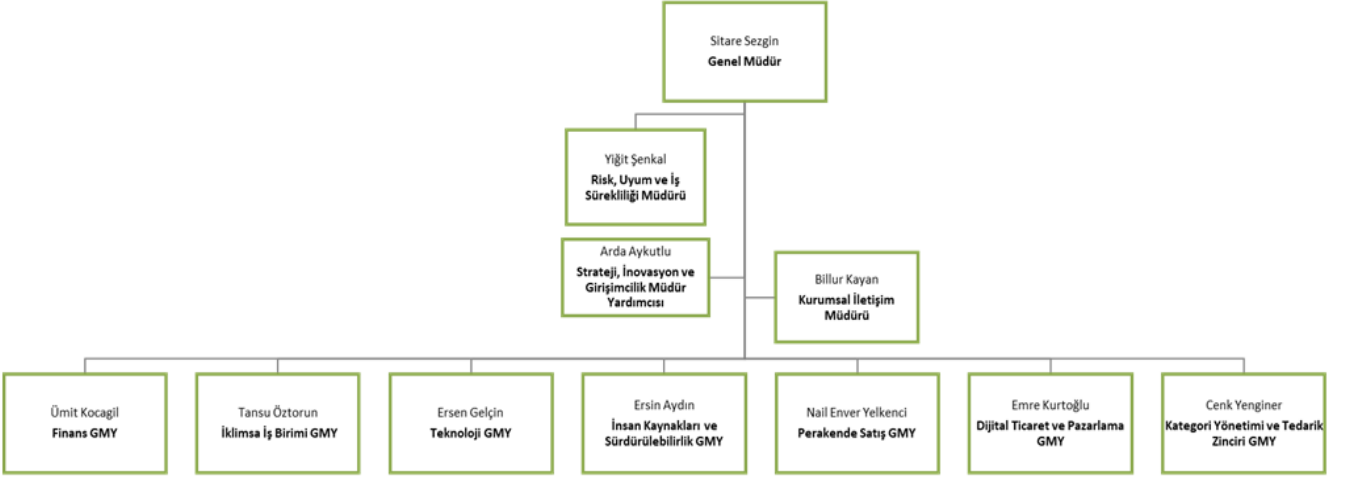 Sitare Sezgin
Genel Müdür
Yiğit Şenkal
Risk, Uyum ve İş
Sürekliliği Müdürü
Arda Aykutlu
Strateji, İnovasyon ve
Girişimcilik Müdür
Yardımcısı
Billur Kayan
Kurumsal İletişim
Müdürü
Ümit Kocagil
Finans GMY
Tansu Öztorun
İklimsa İş Birimi GMY
Ersen Gelçin
Teknoloji GMY
Ersin Aydın
İnsan Kaynakları ve
Sürdürülebilirlik GMY
Nail Enver Yelkenci
Perakende Satış GMY
Emre Kurtoğlu
Dijital Ticaret ve Pazarlama
GMY
Cenk Yenginer
Kategori Yönetimi ve Tedarik
Zinciri GMY